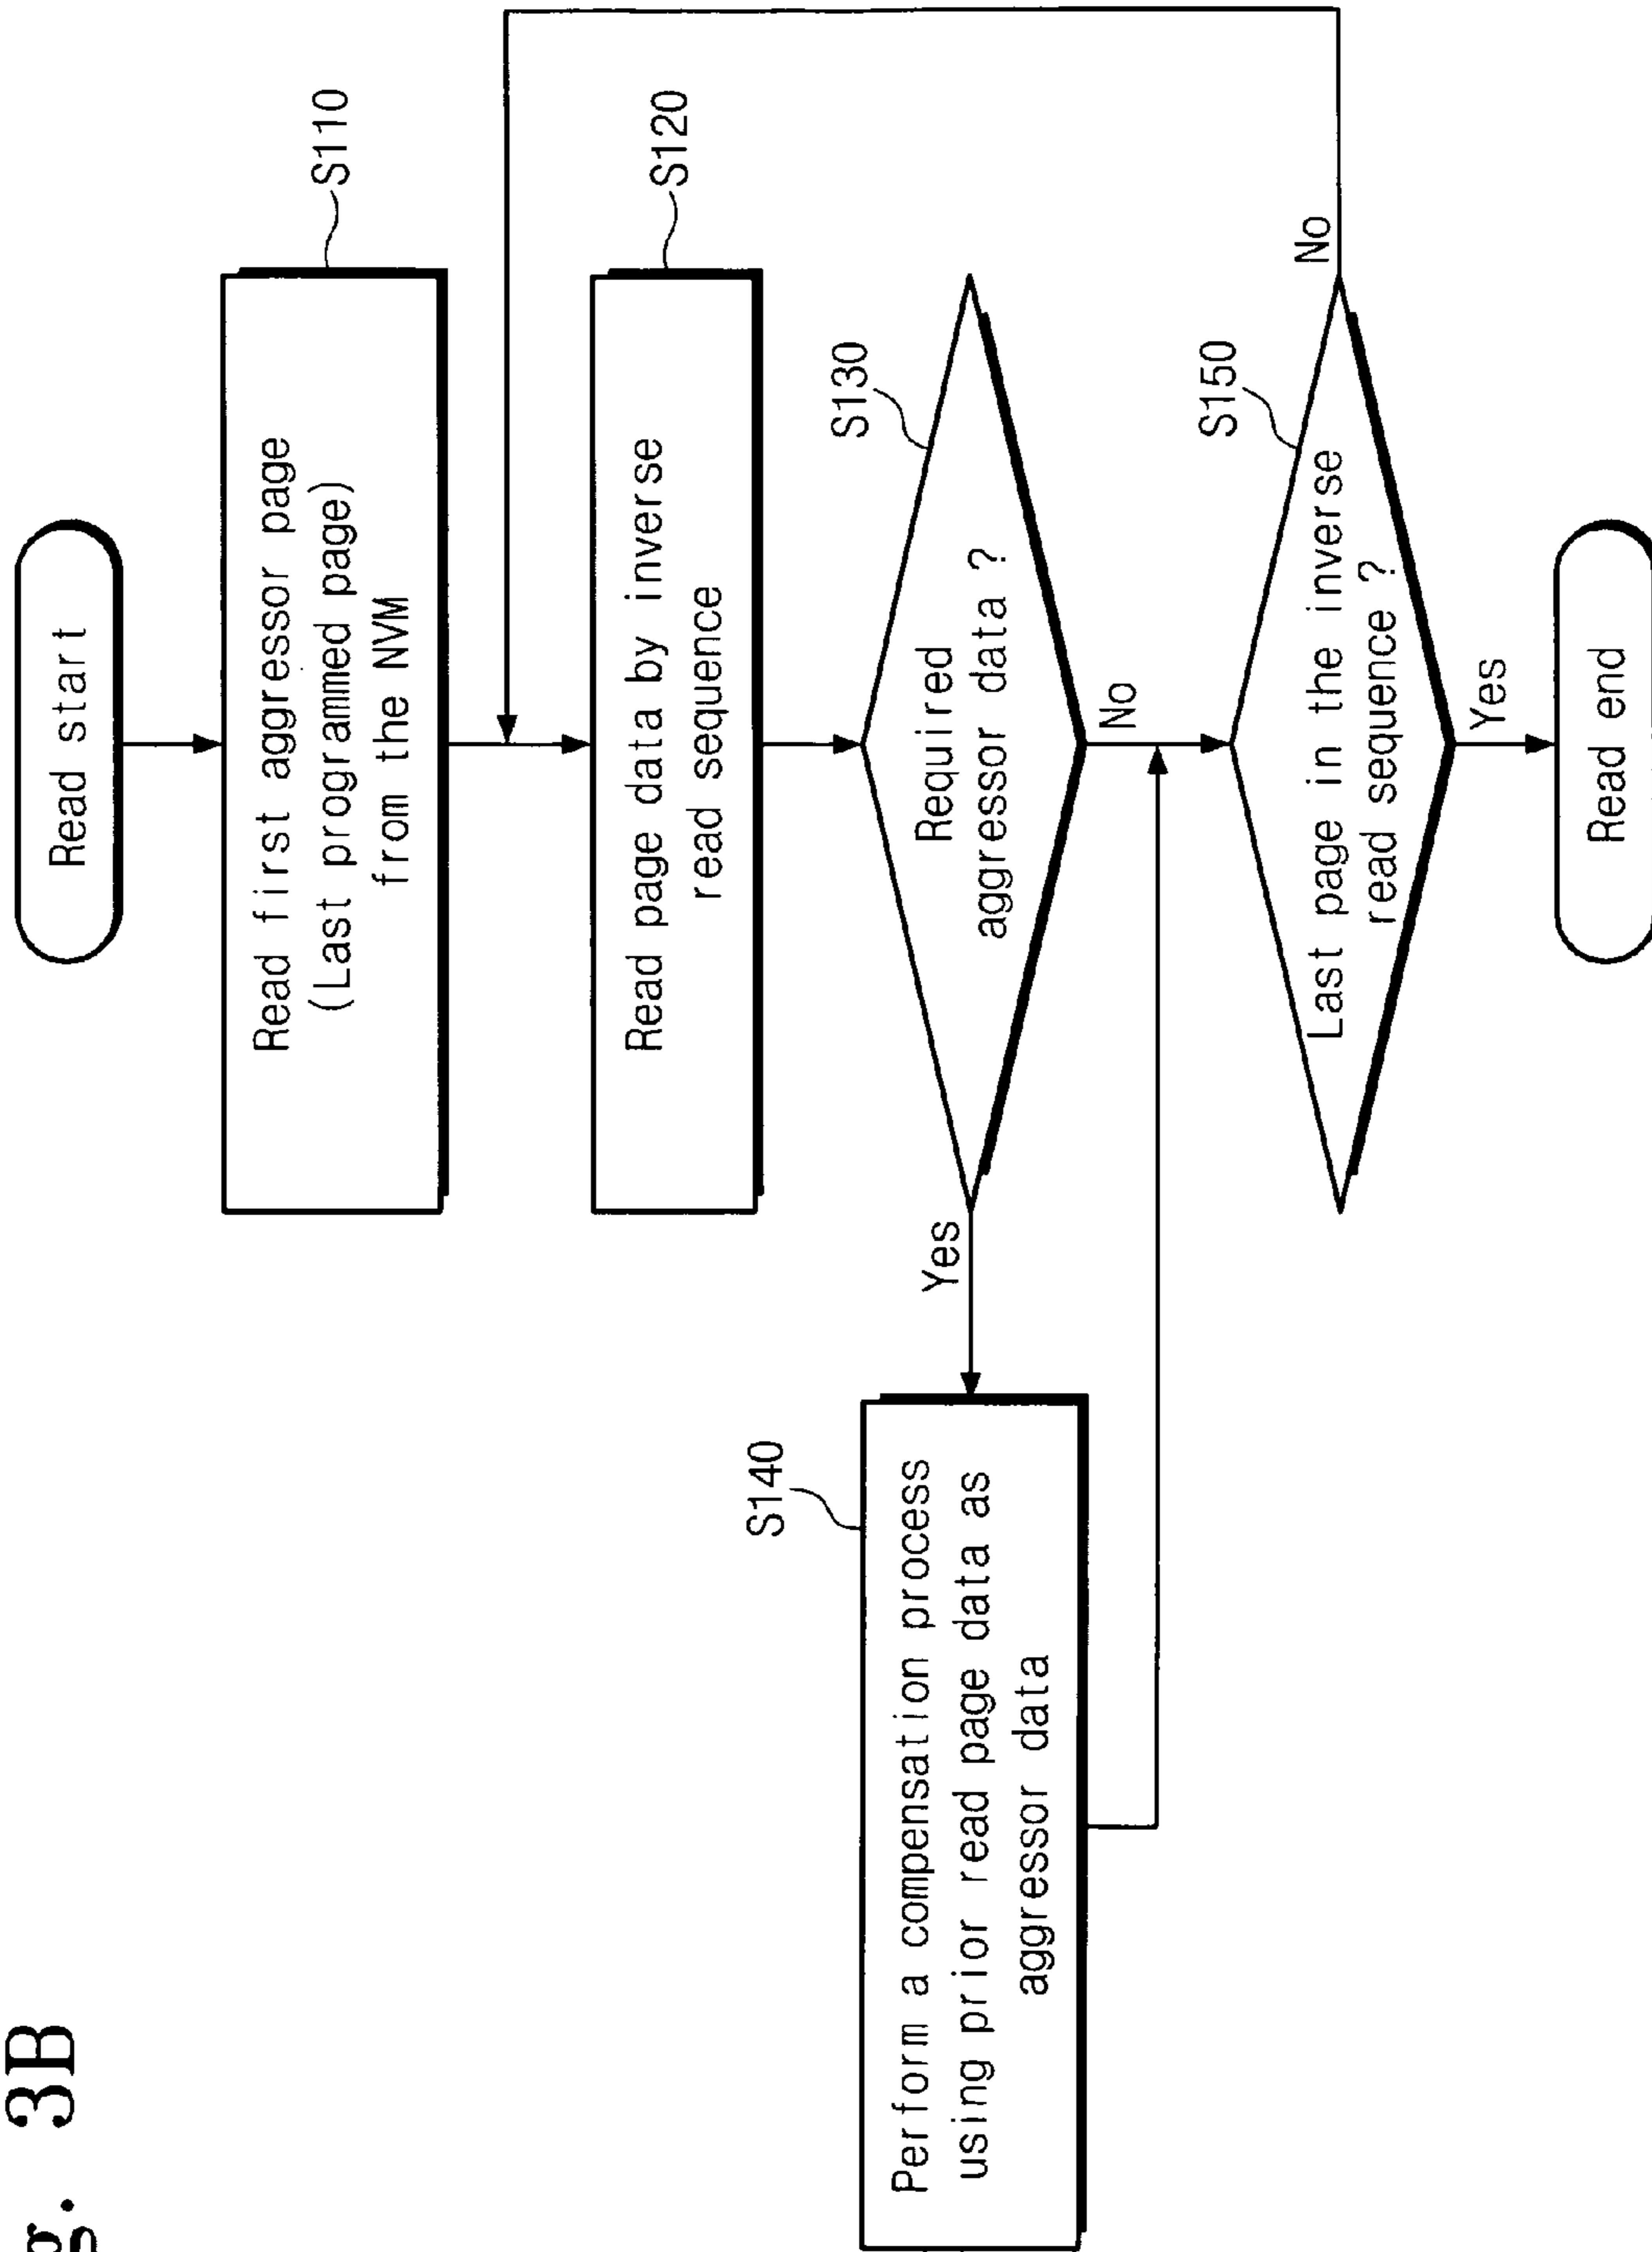 g. 3B
Read start
Read first aggressor page
(Last programmed page)
from the NVM
S110
Read page data by inverse
read sequence
S120
Required
aggressor data ?
S130
Yes
No
Perform a compensation process
using prior read page data as
aggressor data
S140
Last page in the inverse
read sequence ?
S150
No
Yes
Read end